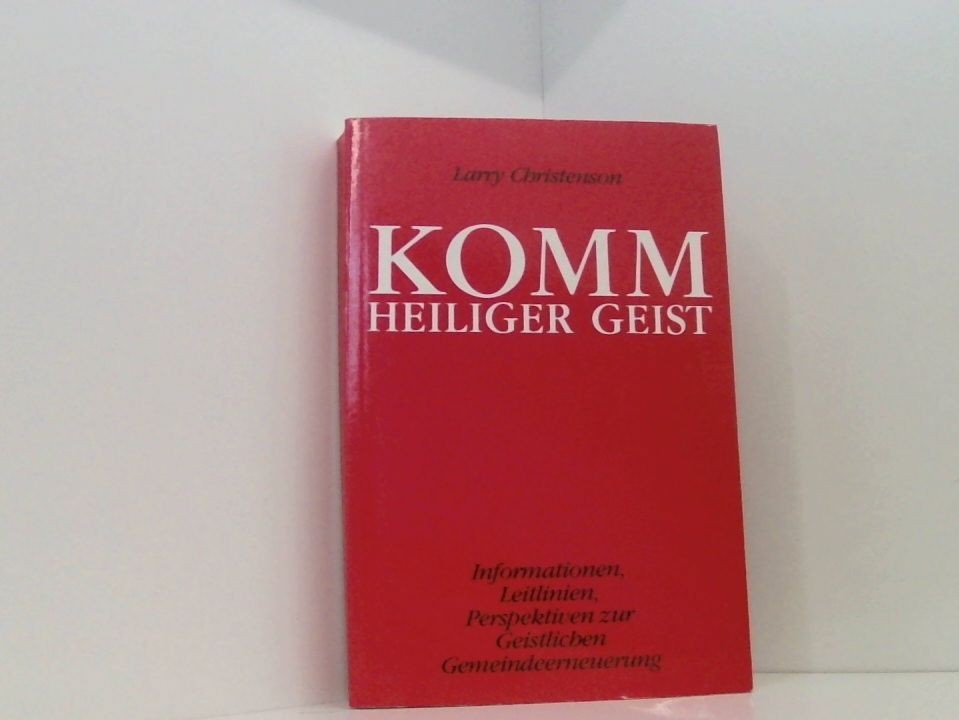 Larry Christenson
KOMM
HEILIGER GEIST
Informationen,
Leitlinien,
Perspektiven zur
Geistlichen
Gemeindeerneuerung